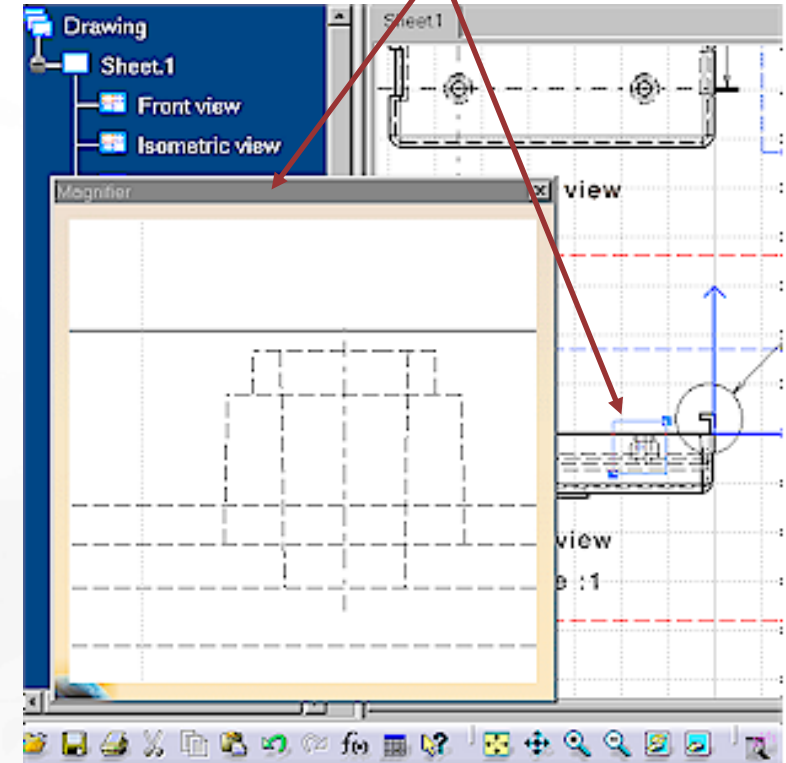 Drawing
Sheet.1
Sheet.1
Front view
Isometric view
Magnifier
view
view
:1
f(x)